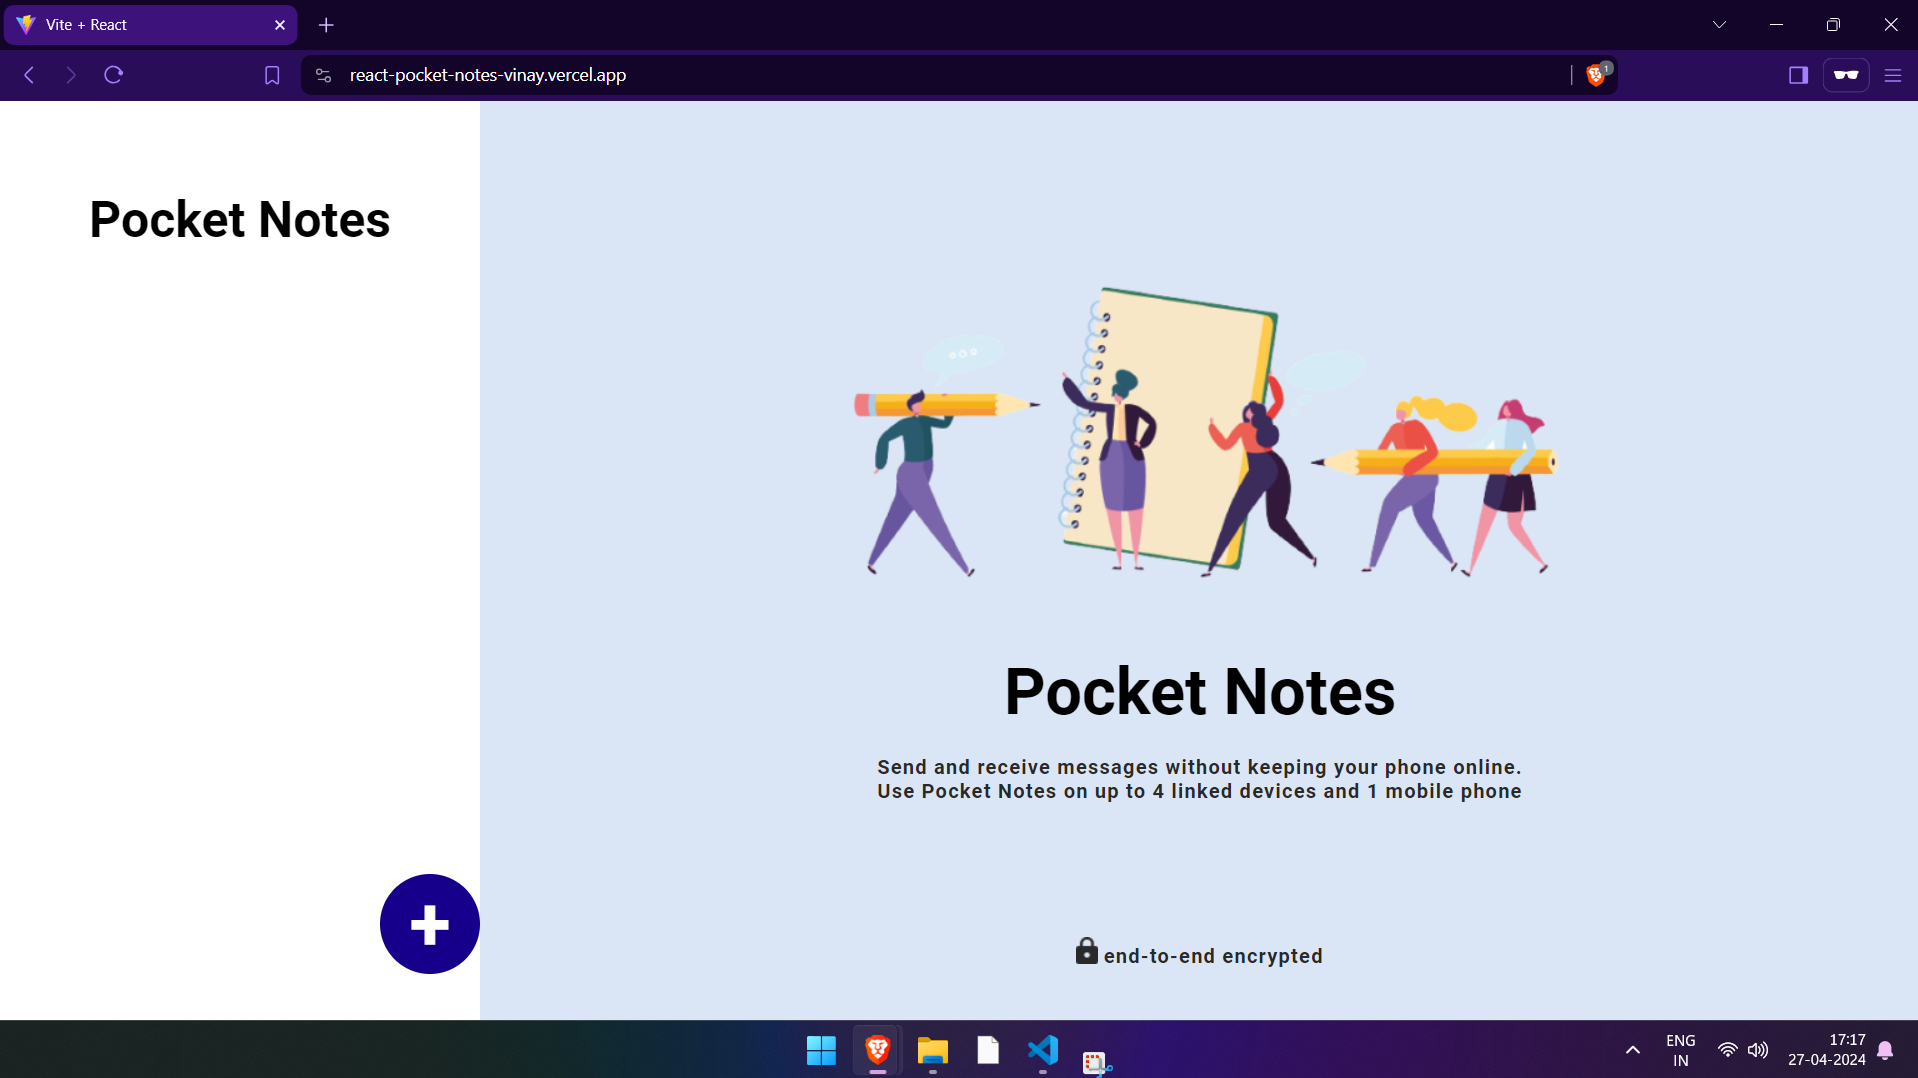 Vite + React
react-pocket-notes-vinay.vercel.app
1
Pocket Notes
Pocket Notes
Send and receive messages without keeping your phone online.
Use Pocket Notes on up to 4 linked devices and 1 mobile phone
end-to-end encrypted
ENG
IN
17:17
27-04-2024